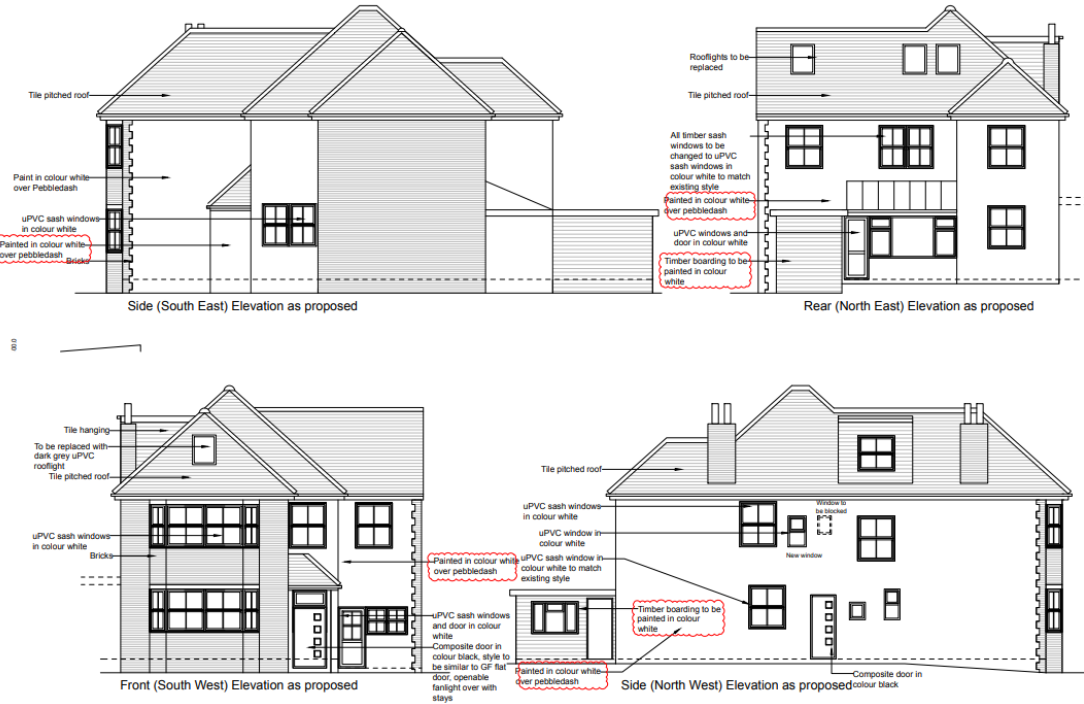 Tile pitched roof
Paint in colour white
over Pebbledash
uPVC sash windows
in colour white
Painted in colour white
over pebbledash
Bricks
Side (South East) Elevation as proposed
Rooflights to be
replaced
Tile pitched roof
All timber sash
windows to be
changed to uPVC
sash windows in
colour white to match
existing style
Painted in colour white
over pebbledash
uPVC windows and
door in colour white
Timber boarding to be
painted in colour
white
Rear (North East) Elevation as proposed
Tile hanging
To be replaced with
dark grey uPVC
rooflight
Tile pitched roof
uPVC sash windows
in colour white
Bricks
Painted in colour white
over pebbledash
uPVC sash windows
and door in colour
white
Composite door in
colour black, style to
be similar to GF flat
door, openable
fanlight over with
stays
Front (South West) Elevation as proposed
Tile pitched roof
uPVC sash windows
in colour white
uPVC window in
colour white
uPVC sash window in
colour white to match
existing style
Window to
be blocked
New window
Timber boarding to be
painted in colour
white
Painted in colour white
over pebbledash
Composite door in
colour black
Side (North West) Elevation as proposed